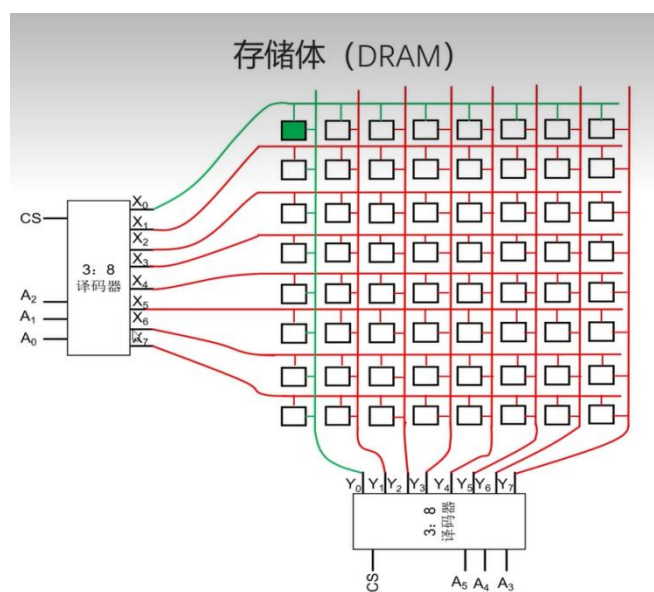 存储体（DRAM）
X₀
X₁
X₂
X₃
X₄
X₅
X₆
X₇
CS
A₂
A₁
A₀
3：8
译码器
Y₀ Y₁ Y₂ Y₃ Y₄ Y₅ Y₆ Y₇
3：8
译码器
CS
A₅ A₄ A₃